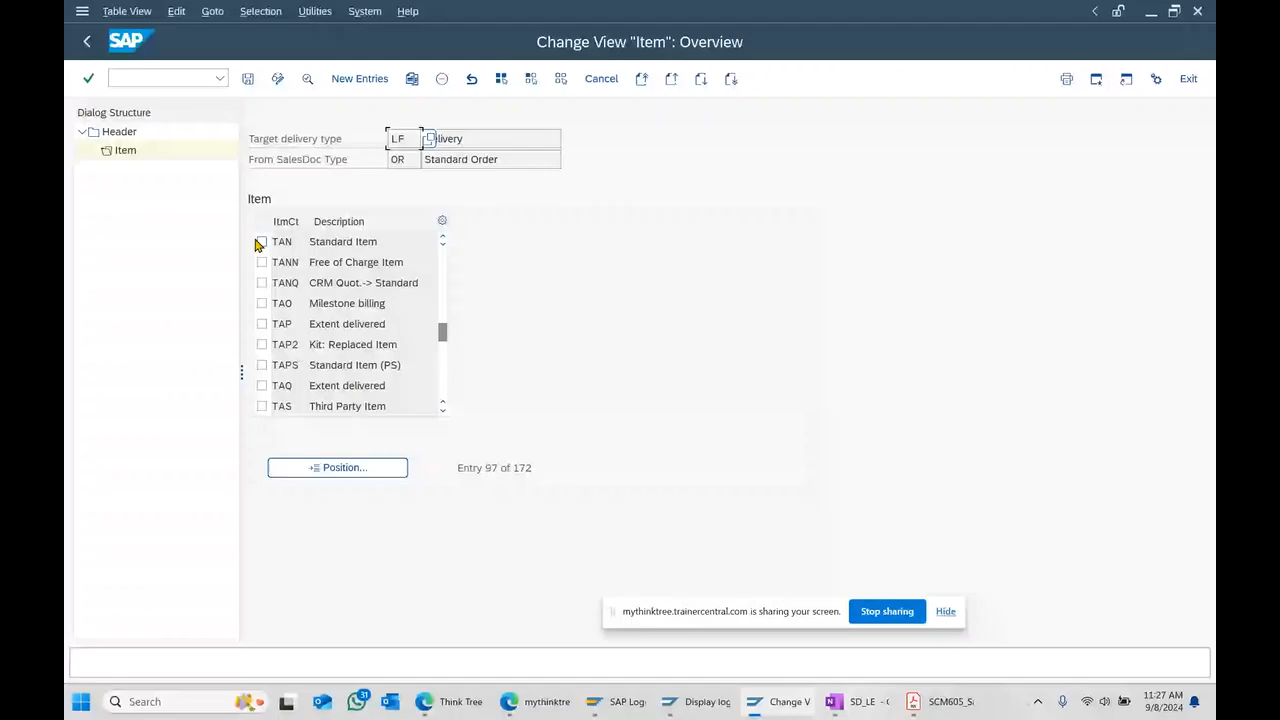 Table View Edit Goto Selection Utilities System Help
SAP Change View "Item": Overview
New Entries Cancel Exit
Dialog Structure
Header
Item
Target delivery type LF elivery
From SalesDoc Type OR Standard Order
Item
ItmCt Description
TAN Standard Item
TANN Free of Charge Item
TANQ CRM Quot.-> Standard
TAO Milestone billing
TAP Extent delivered
TAP2 Kit: Replaced Item
TAPS Standard Item (PS)
TAQ Extent delivered
TAS Third Party Item
Position... Entry 97 of 172
mythinktree.trainercentral.com is sharing your screen. Stop sharing Hide
Search 31 Think Tree mythinktree SAP Log Display log Change V SD_LE - SCM605_S 11:27 AM
9/8/2024